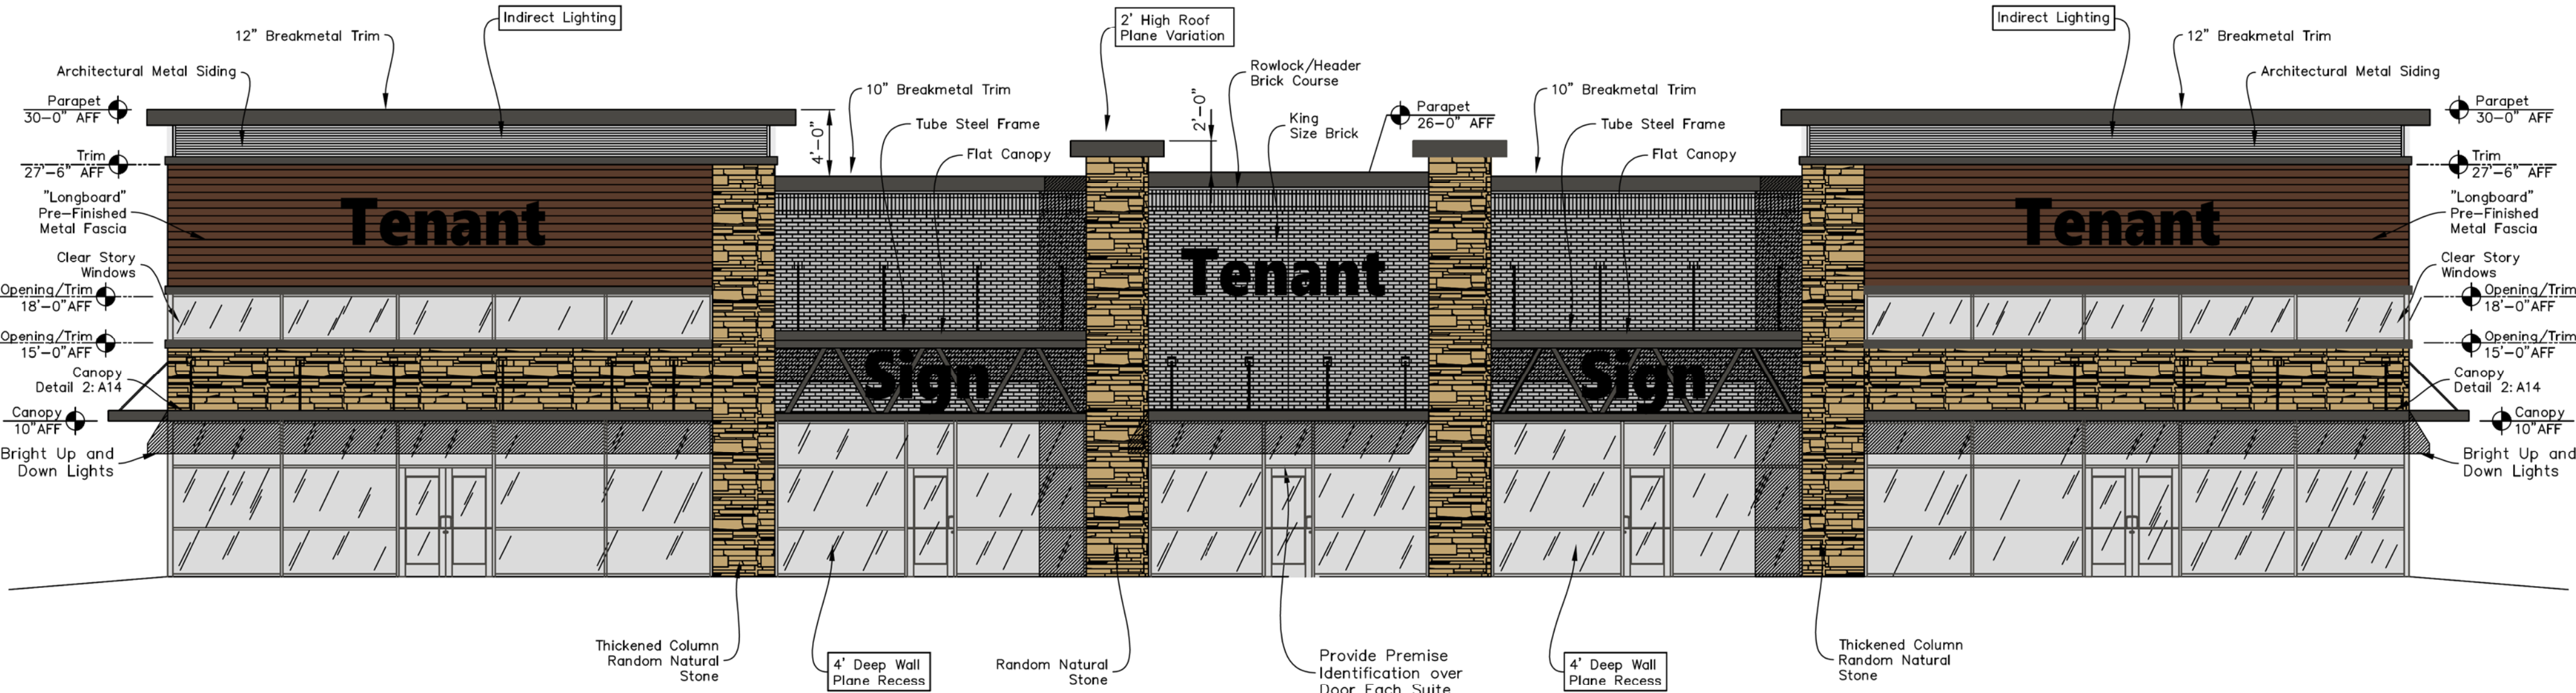 Indirect Lighting
12" Breakmetal Trim
Architectural Metal Siding
Parapet
30-0" AFF
Trim
27'-6" AFF
"Longboard"
Pre-Finished
Metal Fascia
Clear Story
Windows
Opening/Trim
18'-0"AFF
Opening/Trim
15'-0"AFF
Canopy
Detail 2:A14
Canopy
10"AFF
Bright Up and
Down Lights
Tenant
4'-0"
10" Breakmetal Trim
Tube Steel Frame
Flat Canopy
Sign
2' High Roof
Plane Variation
2'-0"
Rowlock/Header
Brick Course
King
Size Brick
Parapet
26-0" AFF
Tenant
10" Breakmetal Trim
Tube Steel Frame
Flat Canopy
Sign
Indirect Lighting
12" Breakmetal Trim
Architectural Metal Siding
Parapet
30-0" AFF
Trim
27'-6" AFF
"Longboard"
Pre-Finished
Metal Fascia
Clear Story
Windows
Opening/Trim
18'-0"AFF
Opening/Trim
15'-0"AFF
Canopy
Detail 2:A14
Canopy
10"AFF
Bright Up and
Down Lights
Tenant
Thickened Column
Random Natural
Stone
4' Deep Wall
Plane Recess
Random Natural
Stone
Provide Premise
Identification over
Door Each Suite
4' Deep Wall
Plane Recess
Thickened Column
Random Natural
Stone